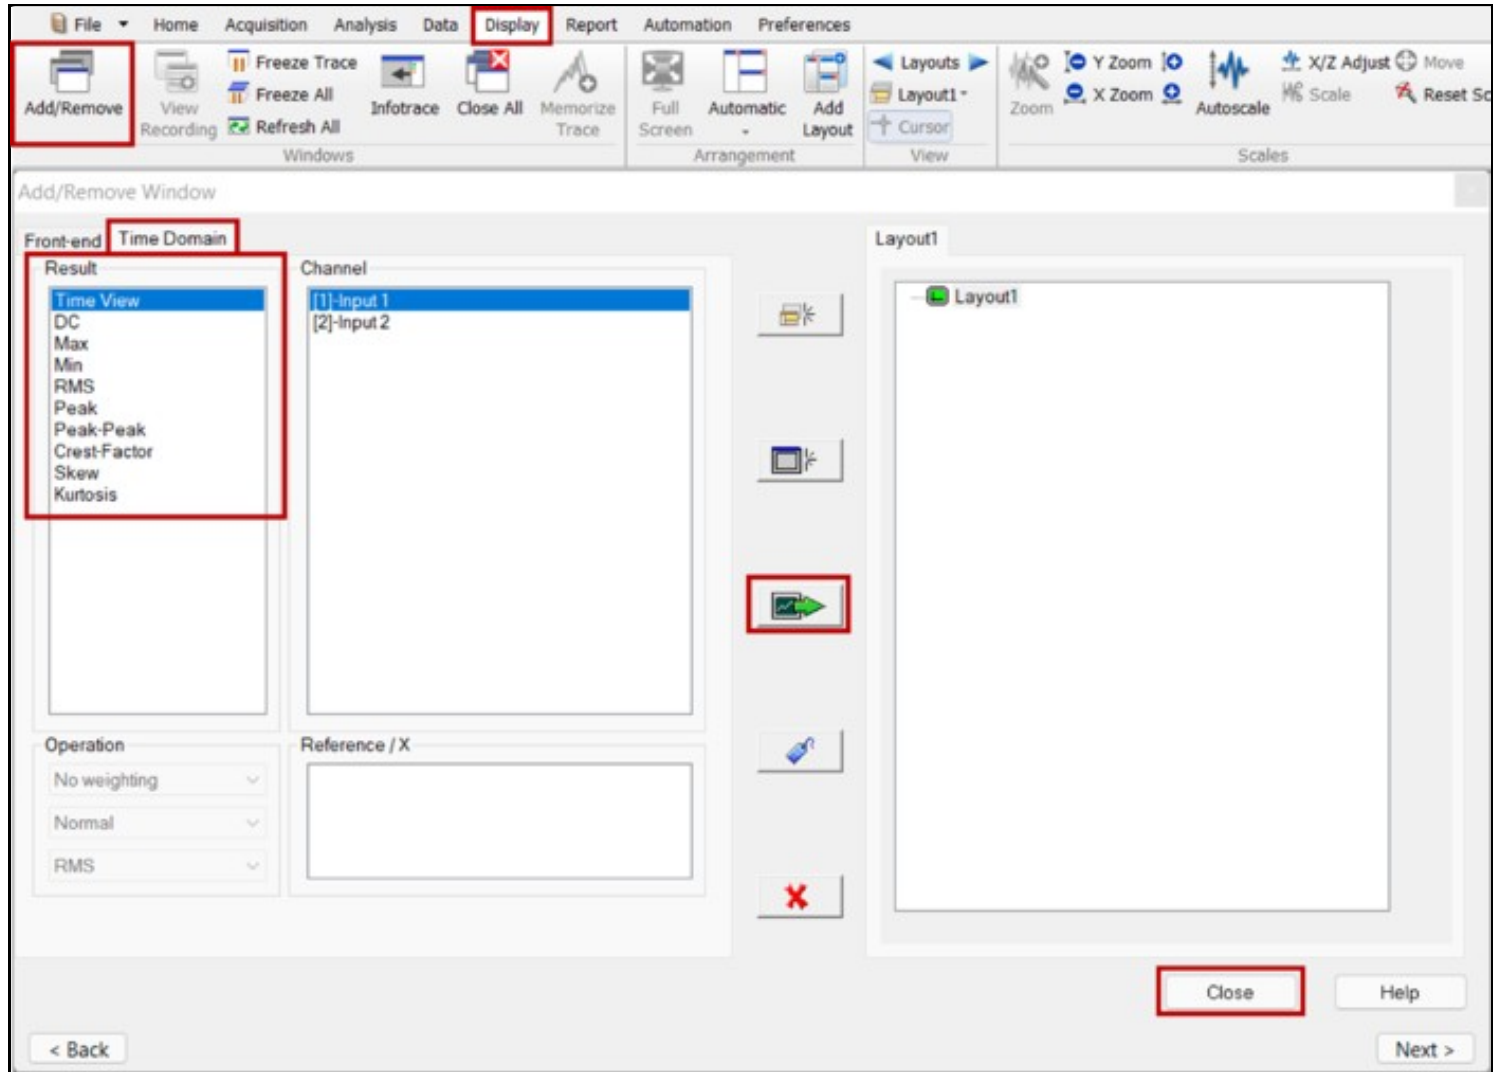 File Home Acquisition Analysis Data Display Report Automation Preferences
Add/Remove
View Recording
Freeze Trace
Freeze All
Refresh All
Infotrace
Close All
Memorize Trace
Windows
Full Screen
Automatic
Add Layout
Arrangement
Layouts
Layout1
Cursor
View
Zoom
Y Zoom
X Zoom
Autoscale
X/Z Adjust
Scale
Move
Reset Sc
Scales
Add/Remove Window
Front-end Time Domain
Result
Time View
DC
Max
Min
RMS
Peak
Peak-Peak
Crest-Factor
Skew
Kurtosis
Channel
[1]-Input 1
[2]-Input 2
Operation
No weighting
Normal
RMS
Reference / X
Layout1
Layout1
Close
Help
< Back
Next >